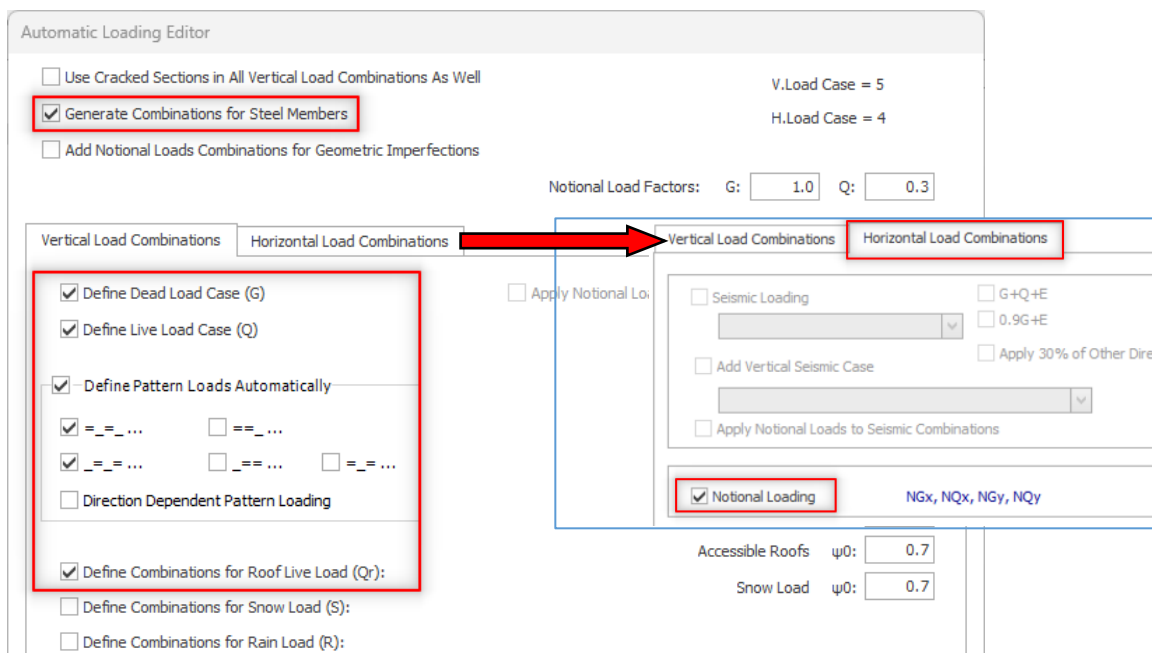 Automatic Loading Editor
Use Cracked Sections in All Vertical Load Combinations As Well
V.Load Case = 5
Generate Combinations for Steel Members
H.Load Case = 4
Add Notional Loads Combinations for Geometric Imperfections
Notional Load Factors: G: 1.0 Q: 0.3
Vertical Load Combinations Horizontal Load Combinations
Define Dead Load Case (G)
Apply Notional Lo
Define Live Load Case (Q)
Define Pattern Loads Automatically
=_=_ ... ==_ ...
_=_= ... _== ... =_= ...
Direction Dependent Pattern Loading
Define Combinations for Roof Live Load (Qr):
Define Combinations for Snow Load (S):
Define Combinations for Rain Load (R):
Vertical Load Combinations Horizontal Load Combinations
Seismic Loading
G+Q+E
0.9G+E
Apply 30% of Other Dire
Add Vertical Seismic Case
Apply Notional Loads to Seismic Combinations
Notional Loading NGx, NQx, NGy, NQy
Accessible Roofs ψ0: 0.7
Snow Load ψ0: 0.7